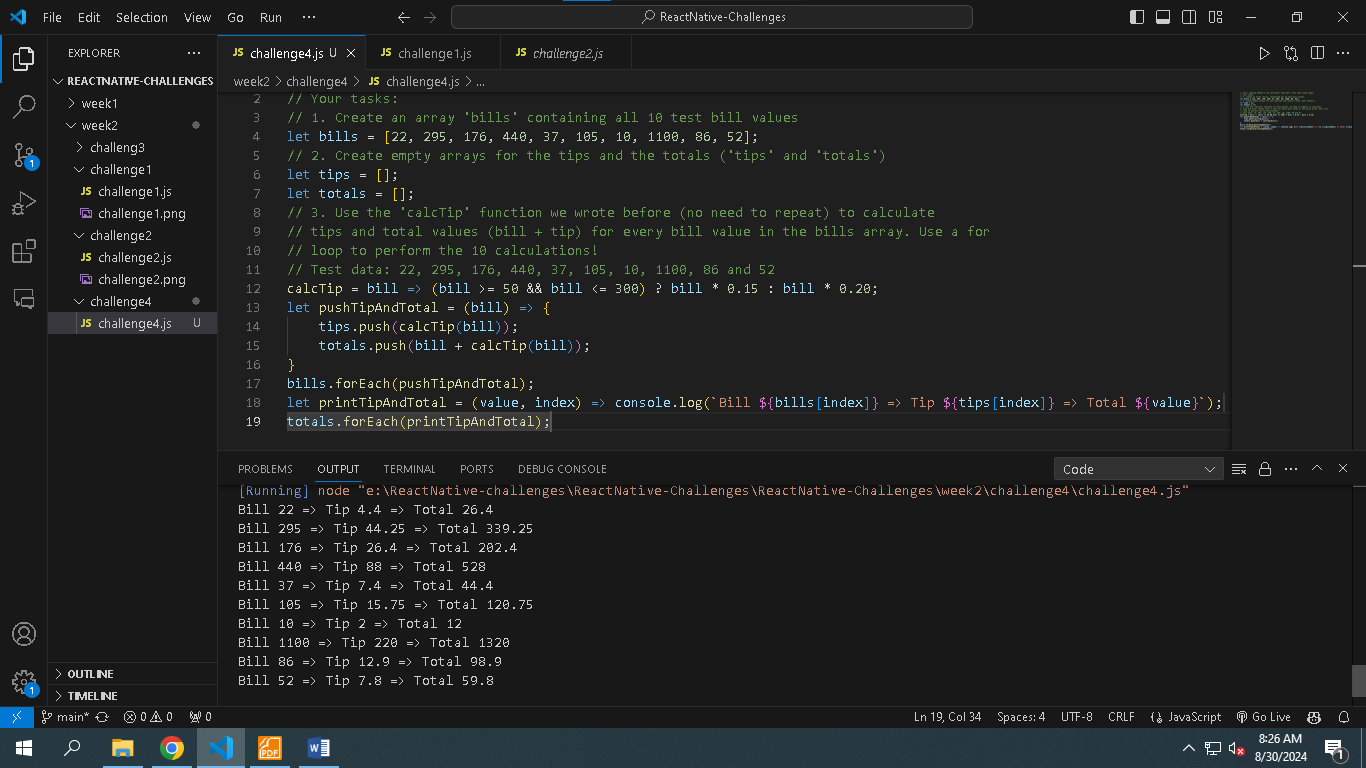 File Edit Selection View Go Run ··· ReactNative-Challenges
EXPLORER ···
REACTNATIVE-CHALLENGES
week1
week2
challeng3
challenge1
JS challenge1.js
challenge1.png
challenge2
JS challenge2.js
challenge2.png
challenge4
JS challenge4.js U
OUTLINE
TIMELINE
JS challenge4.js U JS challenge1.js JS challenge2.js
week2 > challenge4 > JS challenge4.js > ...
2 // Your tasks:
3 // 1. Create an array 'bills' containing all 10 test bill values
4 let bills = [22, 295, 176, 440, 37, 105, 10, 1100, 86, 52];
5 // 2. Create empty arrays for the tips and the totals ('tips' and 'totals')
6 let tips = [];
7 let totals = [];
8 // 3. Use the 'calcTip' function we wrote before (no need to repeat) to calculate
9 // tips and total values (bill + tip) for every bill value in the bills array. Use a for
10 // loop to perform the 10 calculations!
11 // Test data: 22, 295, 176, 440, 37, 105, 10, 1100, 86 and 52
12 calcTip = bill => (bill >= 50 && bill <= 300) ? bill * 0.15 : bill * 0.20;
13 let pushTipAndTotal = (bill) => {
14 tips.push(calcTip(bill));
15 totals.push(bill + calcTip(bill));
16 }
17 bills.forEach(pushTipAndTotal);
18 let printTipAndTotal = (value, index) => console.log(`Bill ${bills[index]} => Tip ${tips[index]} => Total ${value}`);
19 totals.forEach(printTipAndTotal);
PROBLEMS OUTPUT TERMINAL PORTS DEBUG CONSOLE Code
[Running] node "e:\ReactNative-challenges\ReactNative-Challenges\ReactNative-Challenges\week2\challenge4\challenge4.js"
Bill 22 => Tip 4.4 => Total 26.4
Bill 295 => Tip 44.25 => Total 339.25
Bill 176 => Tip 26.4 => Total 202.4
Bill 440 => Tip 88 => Total 528
Bill 37 => Tip 7.4 => Total 44.4
Bill 105 => Tip 15.75 => Total 120.75
Bill 10 => Tip 2 => Total 12
Bill 1100 => Tip 220 => Total 1320
Bill 86 => Tip 12.9 => Total 98.9
Bill 52 => Tip 7.8 => Total 59.8
1
1
main* 0 0 0 Ln 19, Col 34 Spaces: 4 UTF-8 CRLF JavaScript Go Live
PDF W 8:26 AM
8/30/2024 1